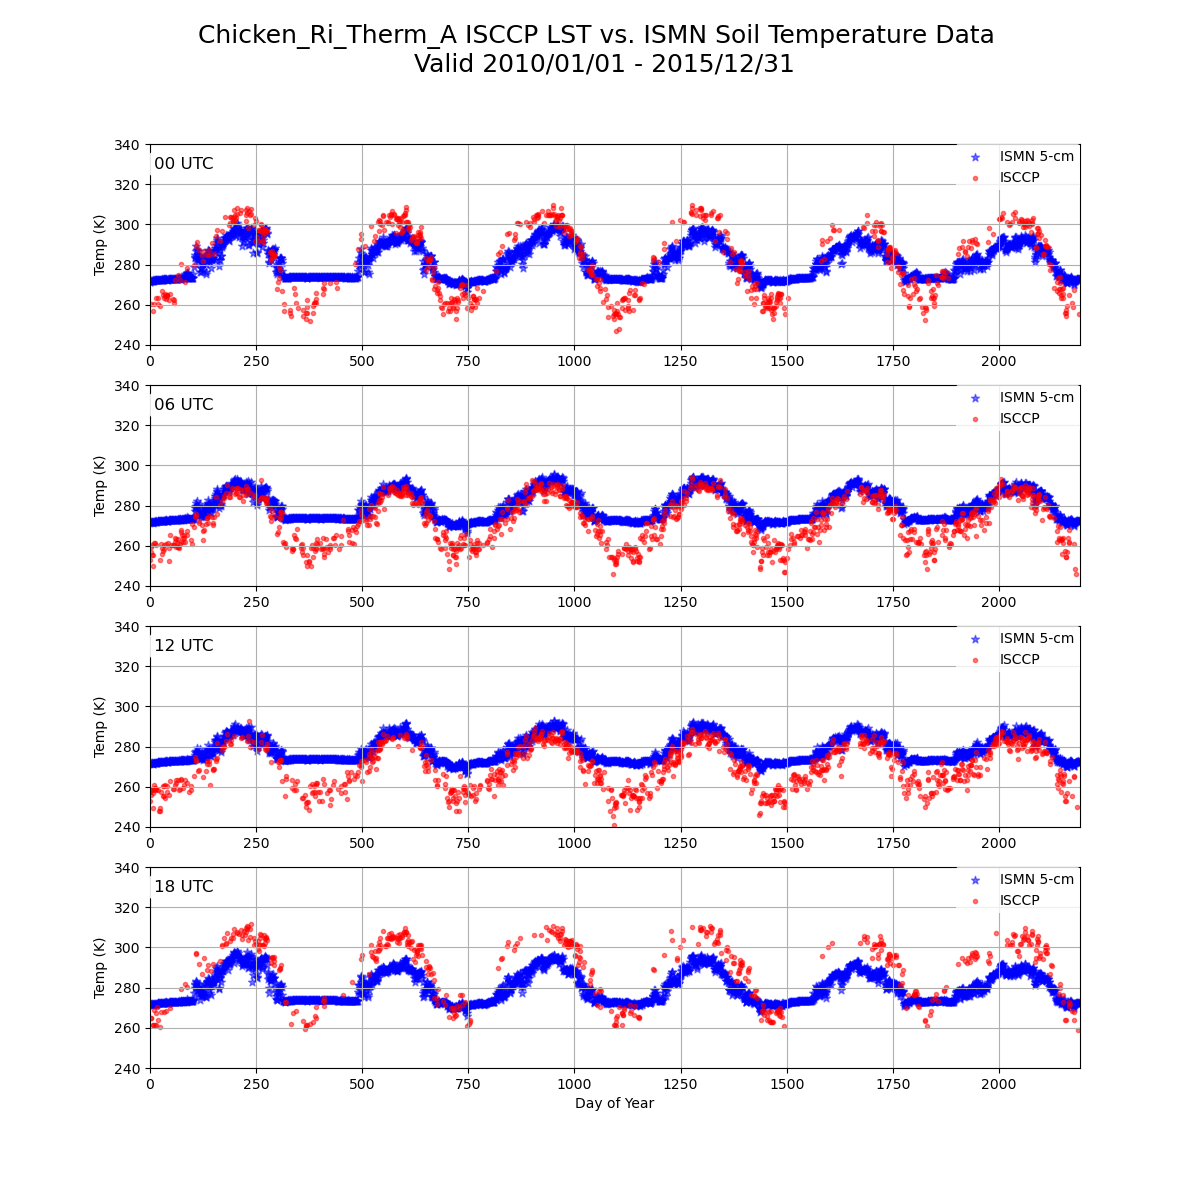 Chicken_Ri_Therm_A ISCCP LST vs. ISMN Soil Temperature Data
Valid 2010/01/01 - 2015/12/31
340
320
300
280
260
240
Temp (K)
00 UTC
ISMN 5-cm
ISCCP
0 250 500 750 1000 1250 1500 1750 2000
340
320
300
280
260
240
Temp (K)
06 UTC
ISMN 5-cm
ISCCP
0 250 500 750 1000 1250 1500 1750 2000
340
320
300
280
260
240
Temp (K)
12 UTC
ISMN 5-cm
ISCCP
0 250 500 750 1000 1250 1500 1750 2000
340
320
300
280
260
240
Temp (K)
18 UTC
ISMN 5-cm
ISCCP
0 250 500 750 1000 1250 1500 1750 2000
Day of Year